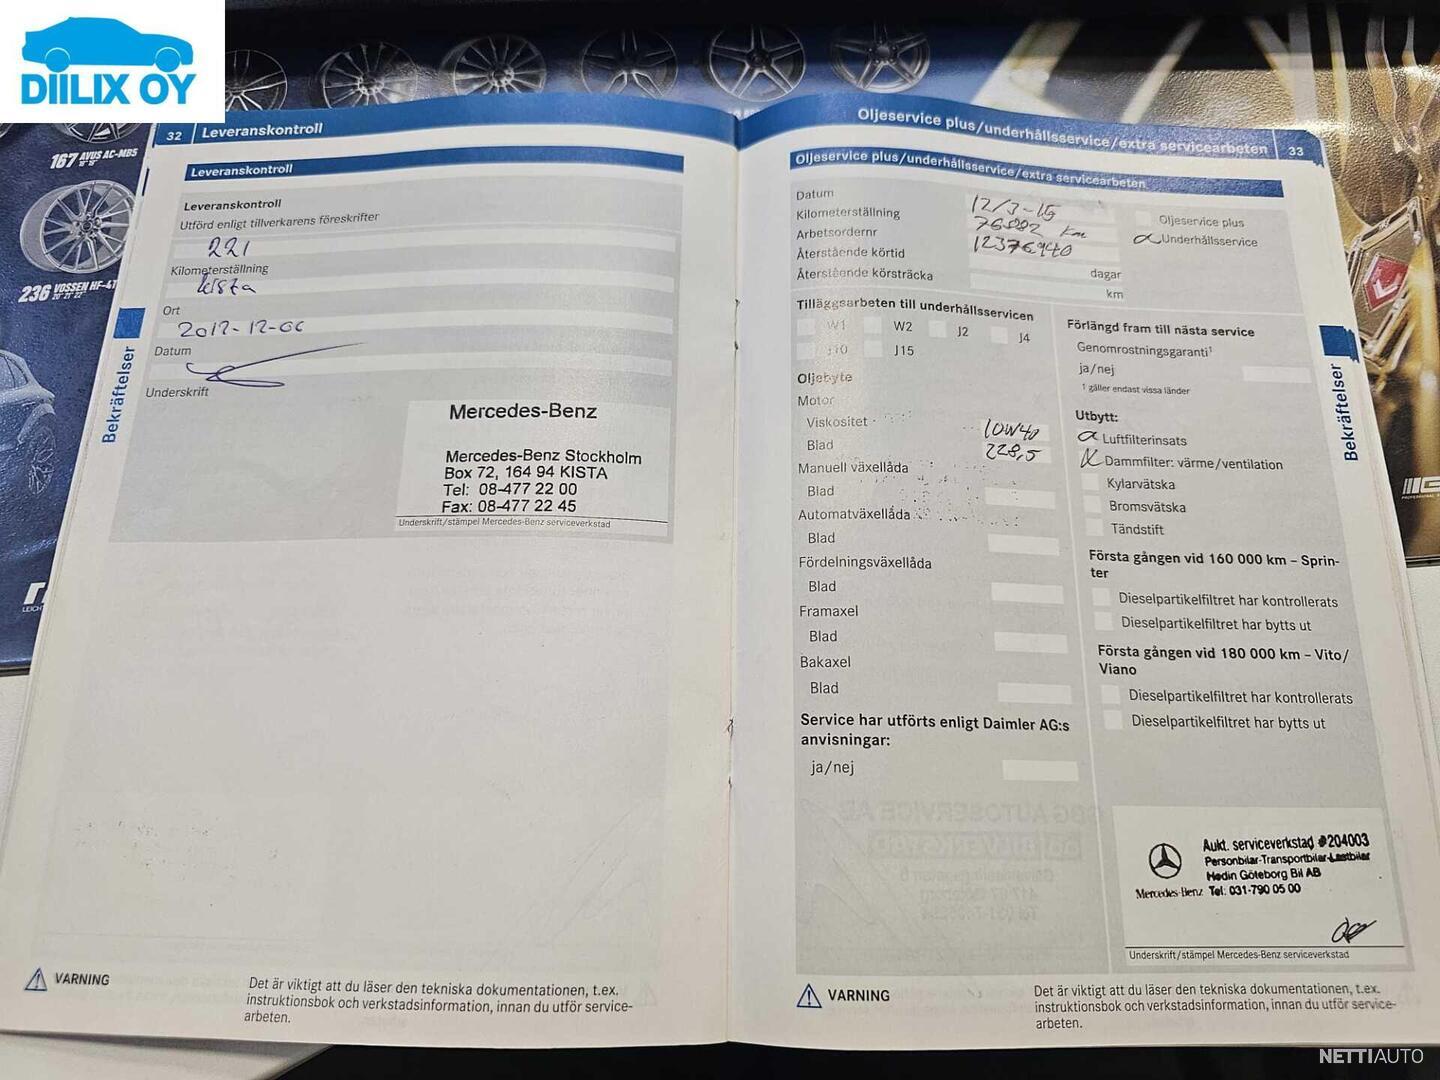 DIILIX OY
167 AVUS AC-MB5
236 VOSSEN HF-4T
32 Leveranskontroll
Leveranskontroll
Leveranskontroll
Utförd enligt tillverkarens föreskrifter
221
Kilometerställning
kista
Ort
2012-12-06
Datum
Underskrift
Mercedes-Benz
Mercedes-Benz Stockholm
Box 72, 164 94 KISTA
Tel: 08-477 22 00
Fax: 08-477 22 45
Underskrift/stämpel Mercedes-Benz serviceverkstad
Bekräftelser
VARNING
Det är viktigt att du läser den tekniska dokumentationen, t.ex.
instruktionsbok och verkstadsinformation, innan du utför service-
arbeten.
Oljeservice plus/underhållsservice/extra servicearbeten 33
Oljeservice plus/underhållsservice/extra servicearbeten
Datum 12/3-15
Kilometerställning km
Arbetsordernr 12376940
Återstående körtid dagar
Återstående körsträcka km
Oljeservice plus
Underhållsservice
Tilläggsarbeten till underhållsservicen
W1 W2 J2 J4
J10 J15
Oljebyte
Motor
Viskositet 10W40
Blad 228,5
Manuell växellåda
Blad
Automatväxellåda
Blad
Fördelningsväxellåda
Blad
Framaxel
Blad
Bakaxel
Blad
Service har utförts enligt Daimler AG:s
anvisningar:
ja/nej
Förlängd fram till nästa service
Genomrostningsgaranti¹
ja/nej
¹ gäller endast vissa länder
Utbytt:
Luftfilterinsats
Dammfilter: värme/ventilation
Kylarvätska
Bromsvätska
Tändstift
Första gången vid 160 000 km – Sprin-
ter
Dieselpartikelfiltret har kontrollerats
Dieselpartikelfiltret har bytts ut
Första gången vid 180 000 km – Vito/
Viano
Dieselpartikelfiltret har kontrollerats
Dieselpartikelfiltret har bytts ut
Aukt. serviceverkstad #204003
Personbilar-Transportbilar-Lastbilar
Hedin Göteborg Bil AB
Mercedes-Benz Tel: 031-790 05 00
Underskrift/stämpel Mercedes-Benz serviceverkstad
Bekräftelser
VARNING
Det är viktigt att du läser den tekniska dokumentationen, t.ex.
instruktionsbok och verkstadsinformation, innan du utför service-
arbeten.
NETTIAUTO